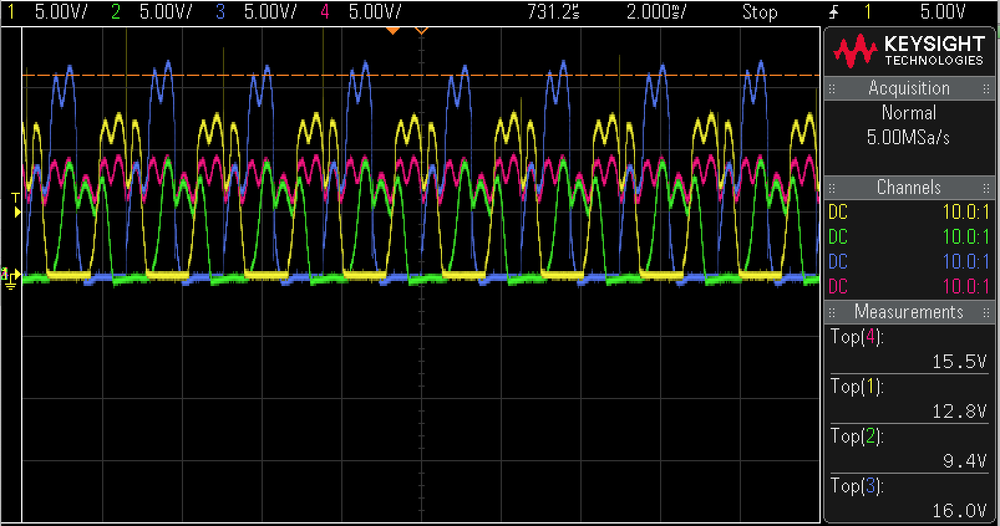 1 5.00V/ 2 5.00V/ 3 5.00V/ 4 5.00V/ 731.2µs 2.000ms/ Stop 1 5.00V
KEYSIGHT
TECHNOLOGIES
Acquisition
Normal
5.00MSa/s
Channels
DC 10.0:1
DC 10.0:1
DC 10.0:1
DC 10.0:1
Measurements
Top(4):
15.5V
Top(1):
12.8V
Top(2):
9.4V
Top(3):
16.0V
T